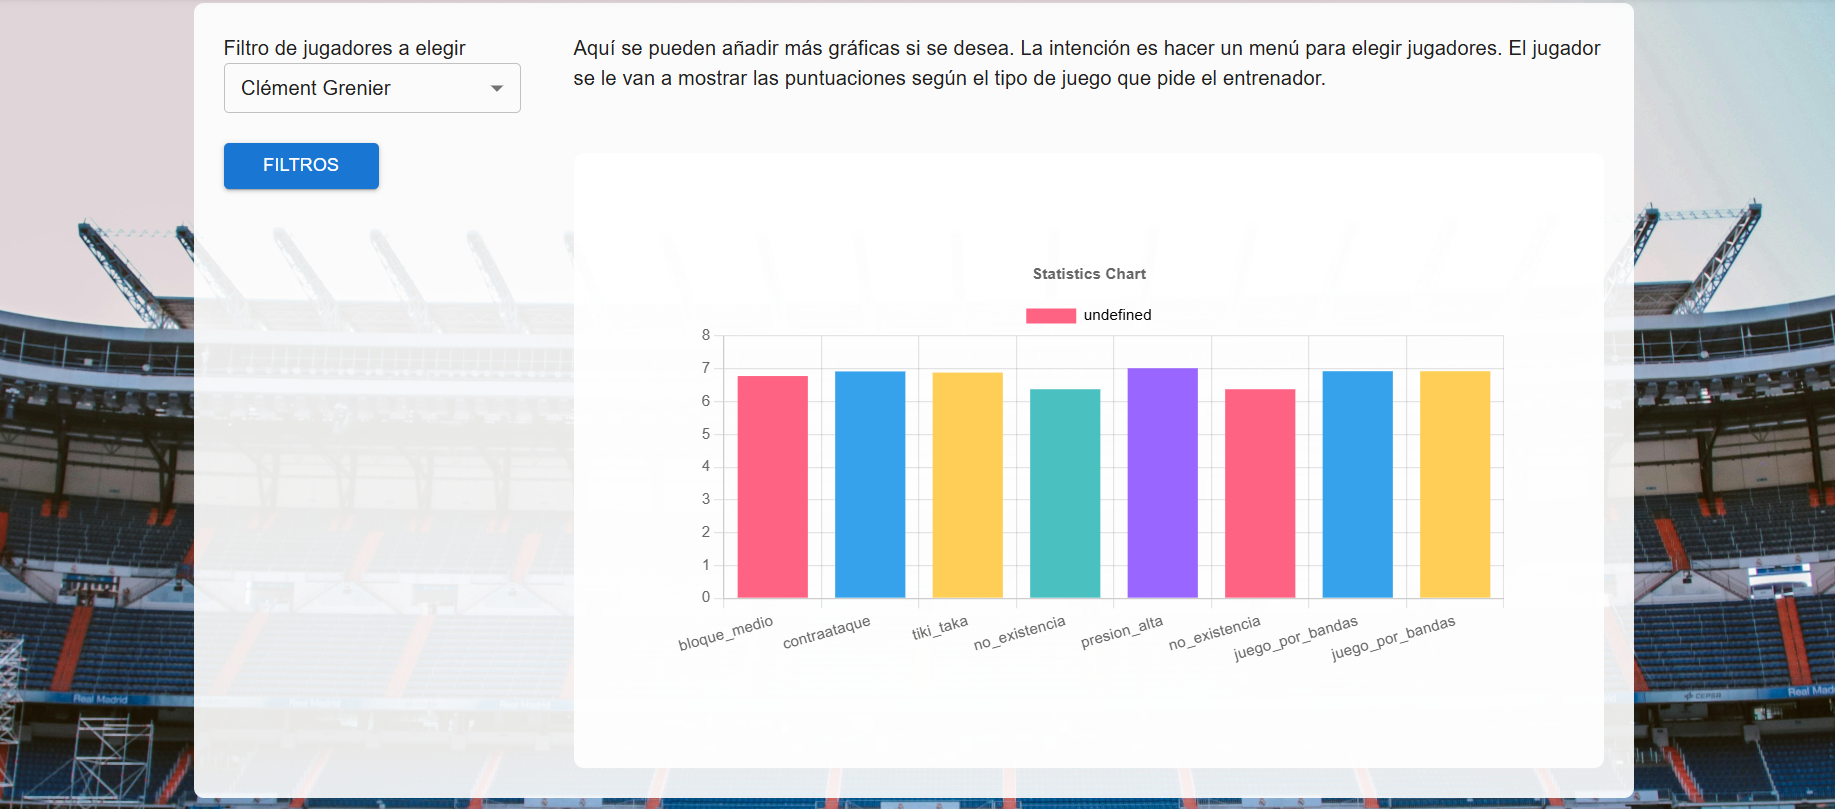 Filtro de jugadores a elegir
Clément Grenier
FILTROS
Aquí se pueden añadir más gráficas si se desea. La intención es hacer un menú para elegir jugadores. El jugador
se le van a mostrar las puntuaciones según el tipo de juego que pide el entrenador.
Statistics Chart
undefined
8
7
6
5
4
3
2
1
0
bloque_medio
contraataque
tiki_taka
no_existencia
presion_alta
no_existencia
juego_por_bandas
juego_por_bandas
Real Madrid
CEPSA
Real Mad